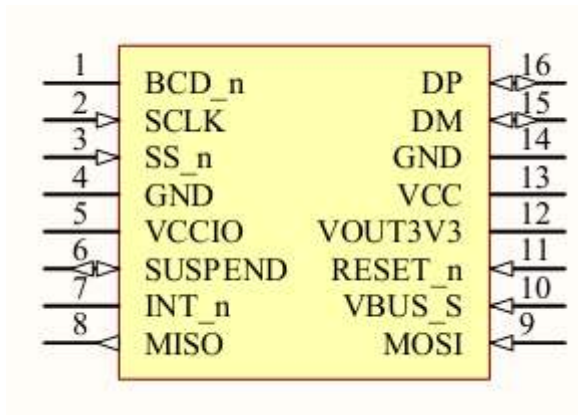 1 BCD_n DP 16
2 SCLK DM 15
3 SS_n GND 14
4 GND VCC 13
5 VCCIO VOUT3V3 12
6 SUSPEND RESET_n 11
7 INT_n VBUS_S 10
8 MISO MOSI 9